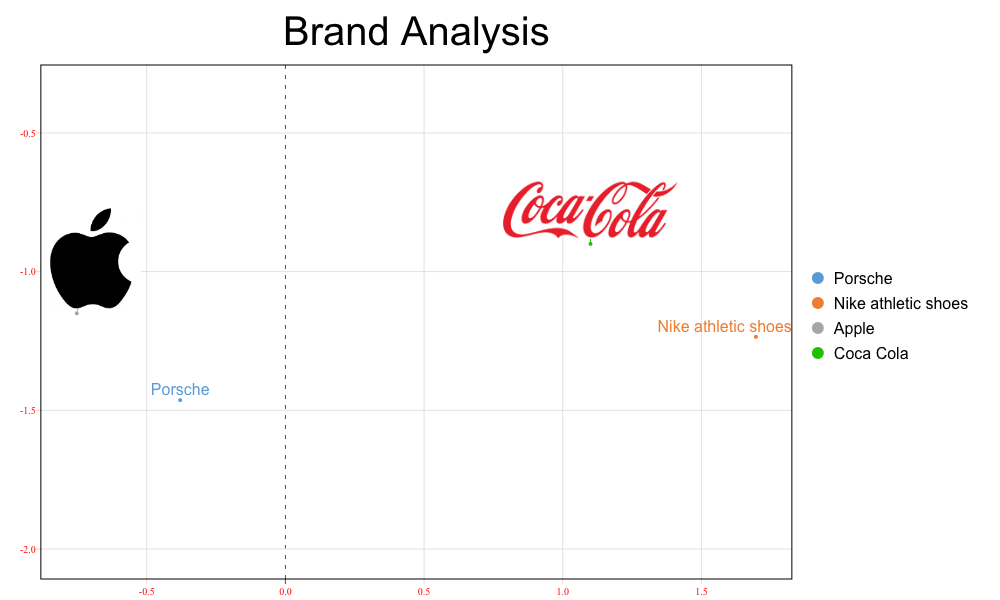 Brand Analysis
-0.5
-1.0
-1.5
-2.0
Coca-Cola
Nike athletic shoes
Porsche
-0.5
0.0
0.5
1.0
1.5
Porsche
Nike athletic shoes
Apple
Coca Cola